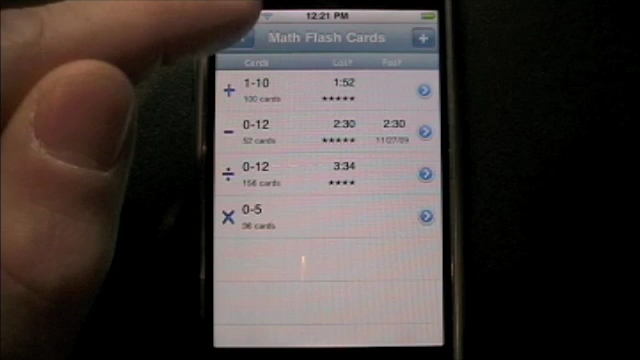 12:21 PM
Math Flash Cards +
Cards Last Fast
+ 1-10 1:52
100 cards ★★★★★
- 0-12 2:30 2:30
52 cards ★★★★★ 11/27/09
÷ 0-12 3:34
156 cards ★★★★
X 0-5
36 cards